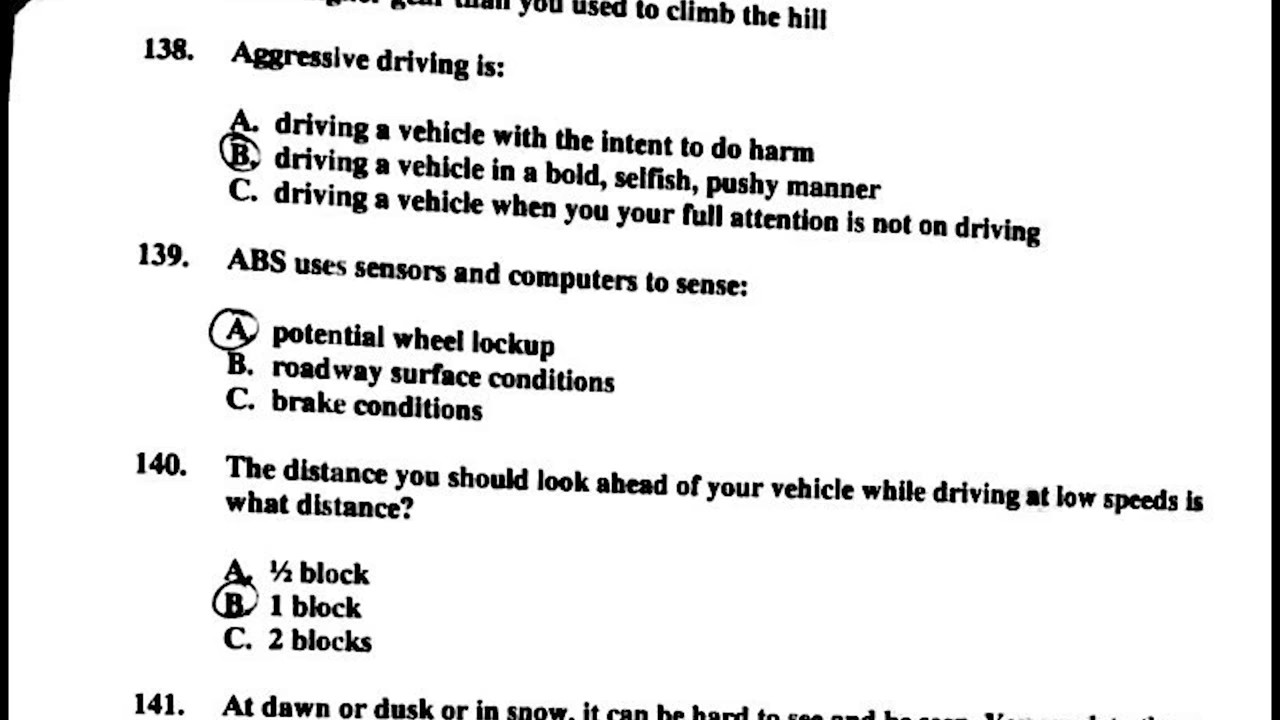 than you used to climb the hill
138. Aggressive driving is:
A. driving a vehicle with the intent to do harm
B. driving a vehicle in a bold, selfish, pushy manner
C. driving a vehicle when you your full attention is not on driving
139. ABS uses sensors and computers to sense:
A. potential wheel lockup
B. roadway surface conditions
C. brake conditions
140. The distance you should look ahead of your vehicle while driving at low speeds is
what distance?
A. ½ block
B. 1 block
C. 2 blocks
141. At dawn or dusk or in snow, it can be hard to see and be seen.